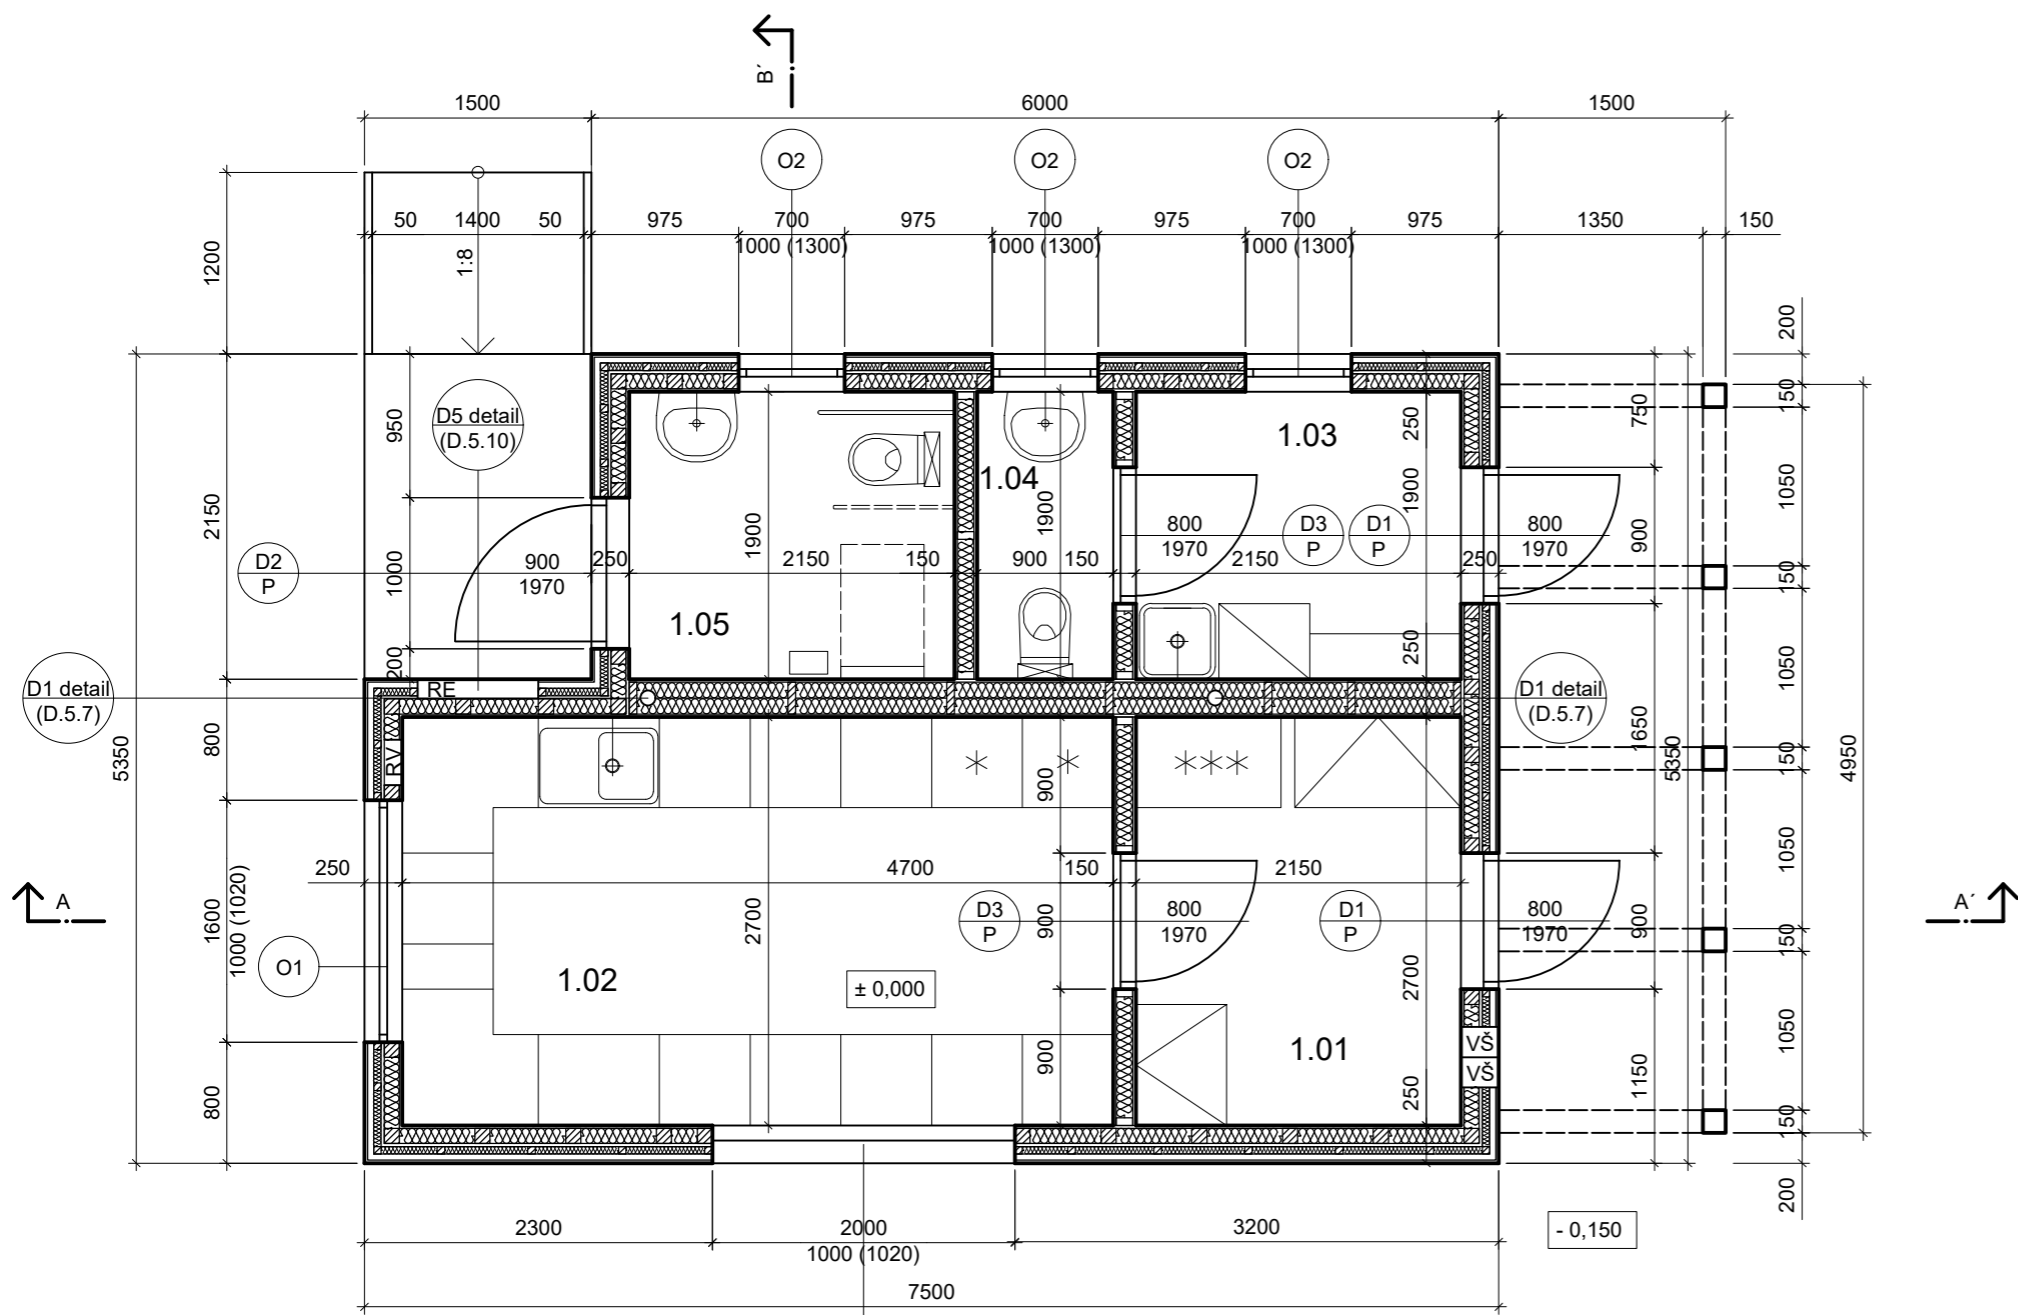 B´
1500 6000 1500
O2 O2 O2
50 1400 50 975 700 975 700 975 700 975 1350 150
1000 (1300) 1000 (1300) 1000 (1300)
1200
1:8
200
D5 detail
(D.5.10)
950
1.03
250
750
150
1.04
2150
1900
1900
1900
1050
D2
P
1000
900
1970
250 2150 150 900 150
800
1970
D3
P
D1
P
2150 250
800
1970
900
150
1.05
200
250
1050
D1 detail
(D.5.7)
RE
D1 detail
(D.5.7)
1650
5350
800
RV
900
5350
150
4950
250 4700 150 2150
1050
A
1600
1000 (1020)
2700
D3
P
900
800
1970
D1
P
800
1970
900
150
A´
O1
1.02
± 0,000
2700
1.01
VŠ
VŠ
1050
800
900
250
1150
150
200
2300 2000 3200
1000 (1020)
- 0,150
7500